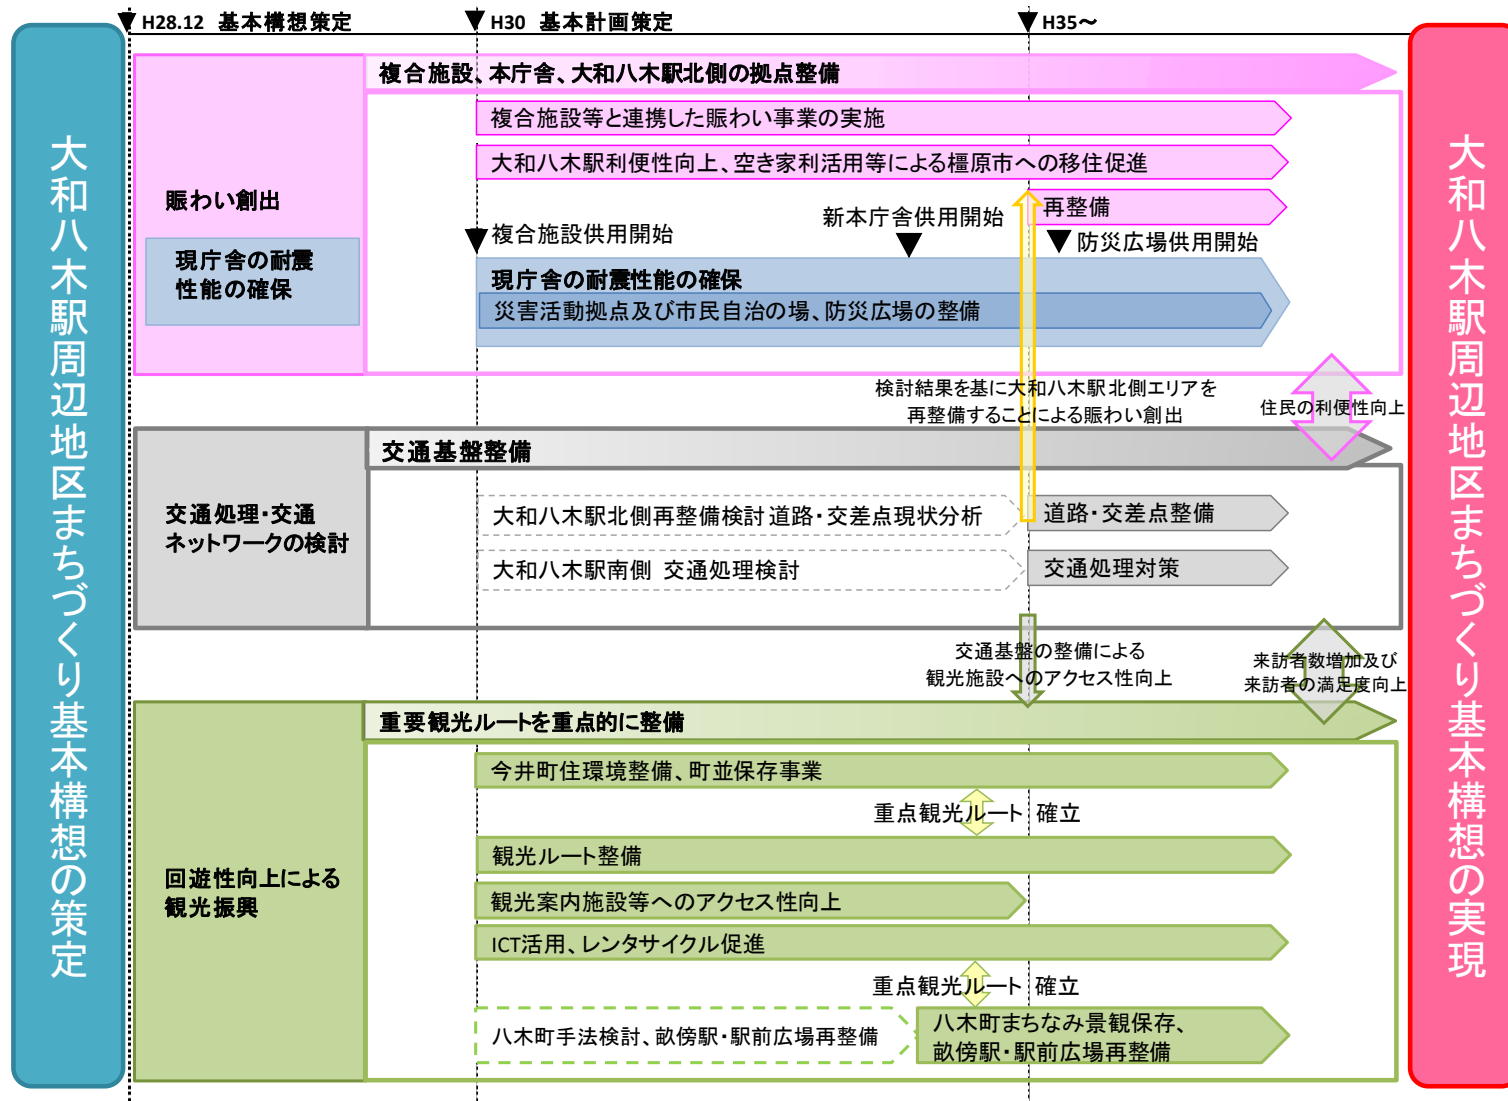 H28.12 基本構想策定
H30 基本計画策定
H35～
大和八木駅周辺地区まちづくり基本構想の策定
複合施設、本庁舎、大和八木駅北側の拠点整備
複合施設等と連携した賑わい事業の実施
大和八木駅利便性向上、空き家利活用等による橿原市への移住促進
賑わい創出
再整備
新本庁舎供用開始
複合施設供用開始
防災広場供用開始
現庁舎の耐震
性能の確保
現庁舎の耐震性能の確保
災害活動拠点及び市民自治の場、防災広場の整備
検討結果を基に大和八木駅北側エリアを
再整備することによる賑わい創出
住民の利便性向上
交通基盤整備
交通処理・交通
ネットワークの検討
大和八木駅北側再整備検討 道路・交差点現状分析
道路・交差点整備
大和八木駅南側 交通処理検討
交通処理対策
交通基盤の整備による
観光施設へのアクセス性向上
来訪者数増加及び
来訪者の満足度向上
重要観光ルートを重点的に整備
今井町住環境整備、町並保存事業
重点観光ルート 確立
観光ルート整備
回遊性向上による
観光振興
観光案内施設等へのアクセス性向上
ICT活用、レンタサイクル促進
重点観光ルート 確立
八木町手法検討、畝傍駅・駅前広場再整備
八木町まちなみ景観保存、
畝傍駅・駅前広場再整備
大和八木駅周辺地区まちづくり基本構想の実現